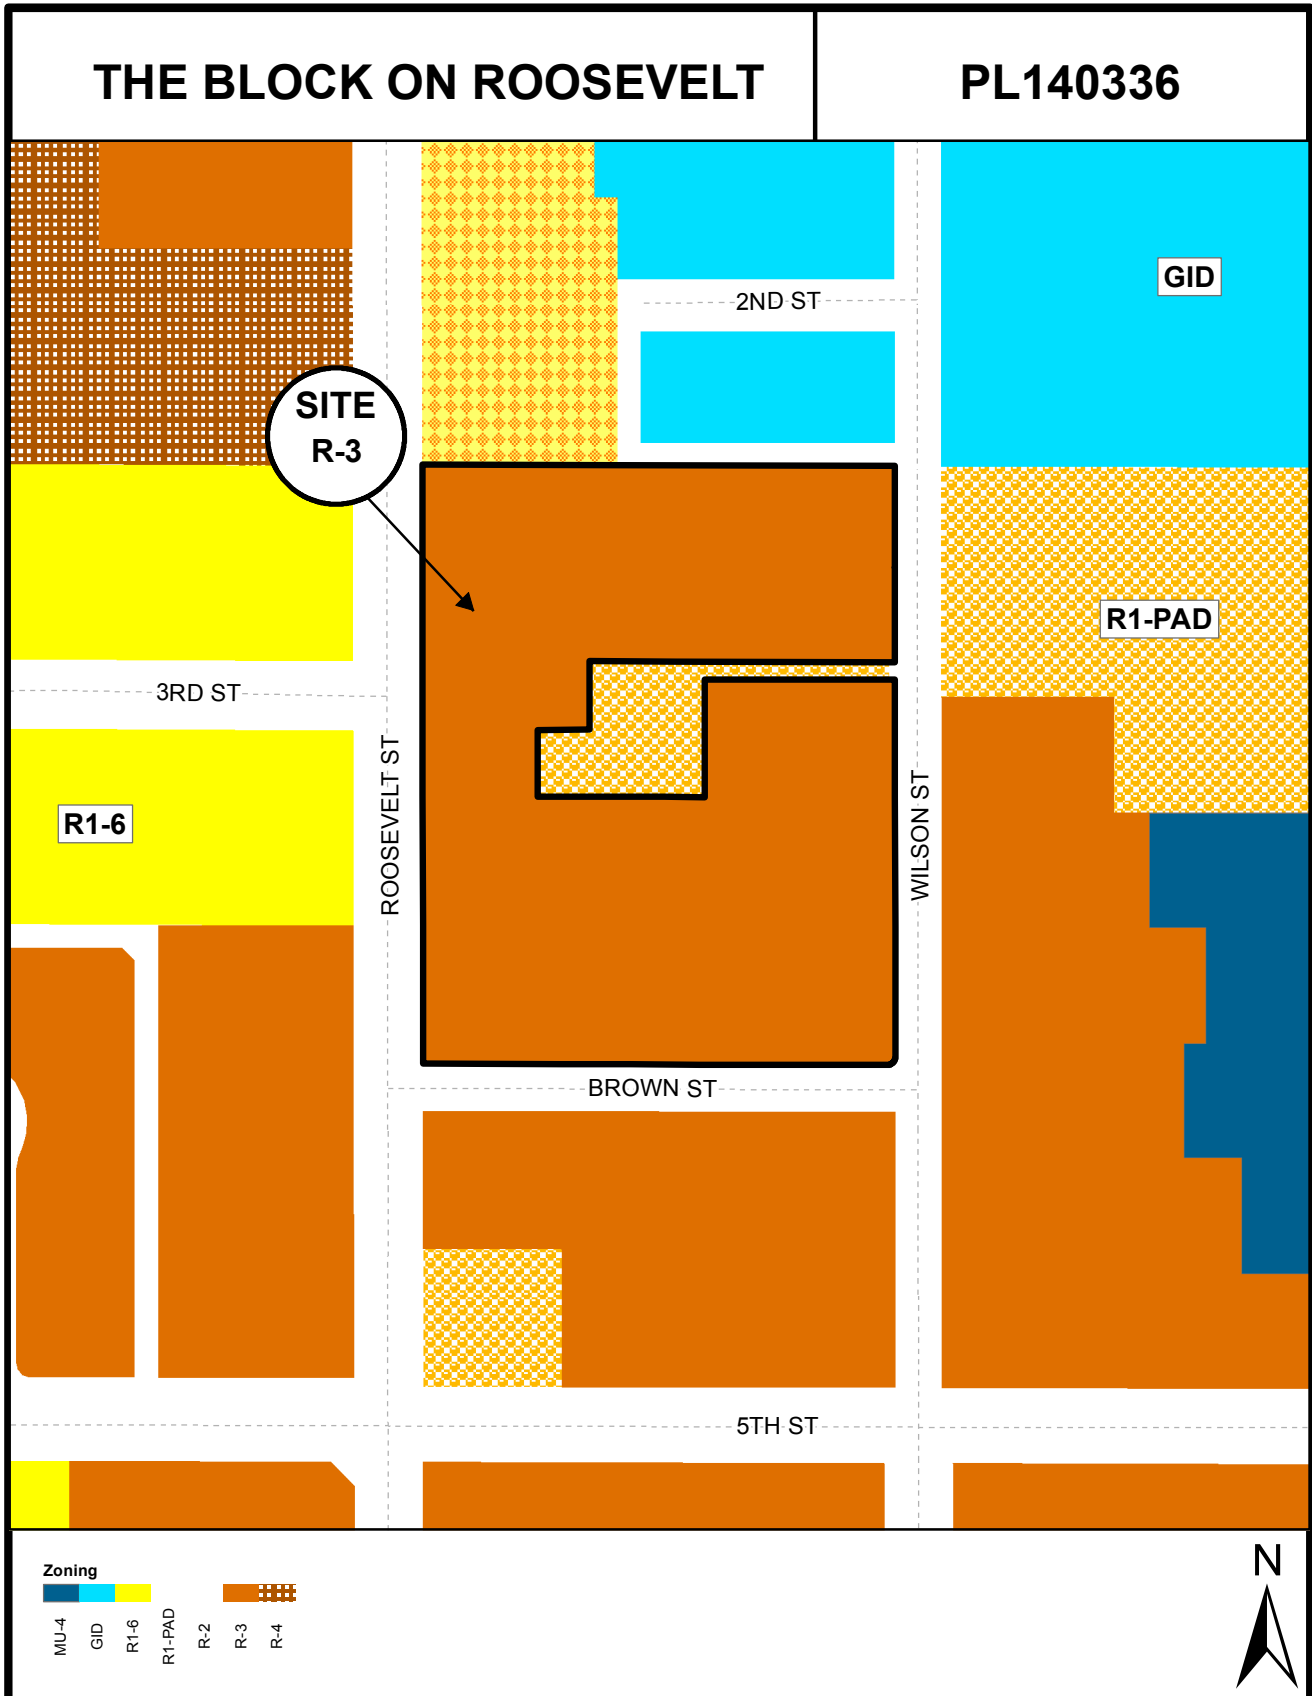 THE BLOCK ON ROOSEVELT
PL140336
GID
2ND ST
SITE
R-3
R1-PAD
3RD ST
ROOSEVELT ST
WILSON ST
R1-6
BROWN ST
5TH ST
Zoning
MU-4
GID
R1-6
R1-PAD
R-2
R-3
R-4
N